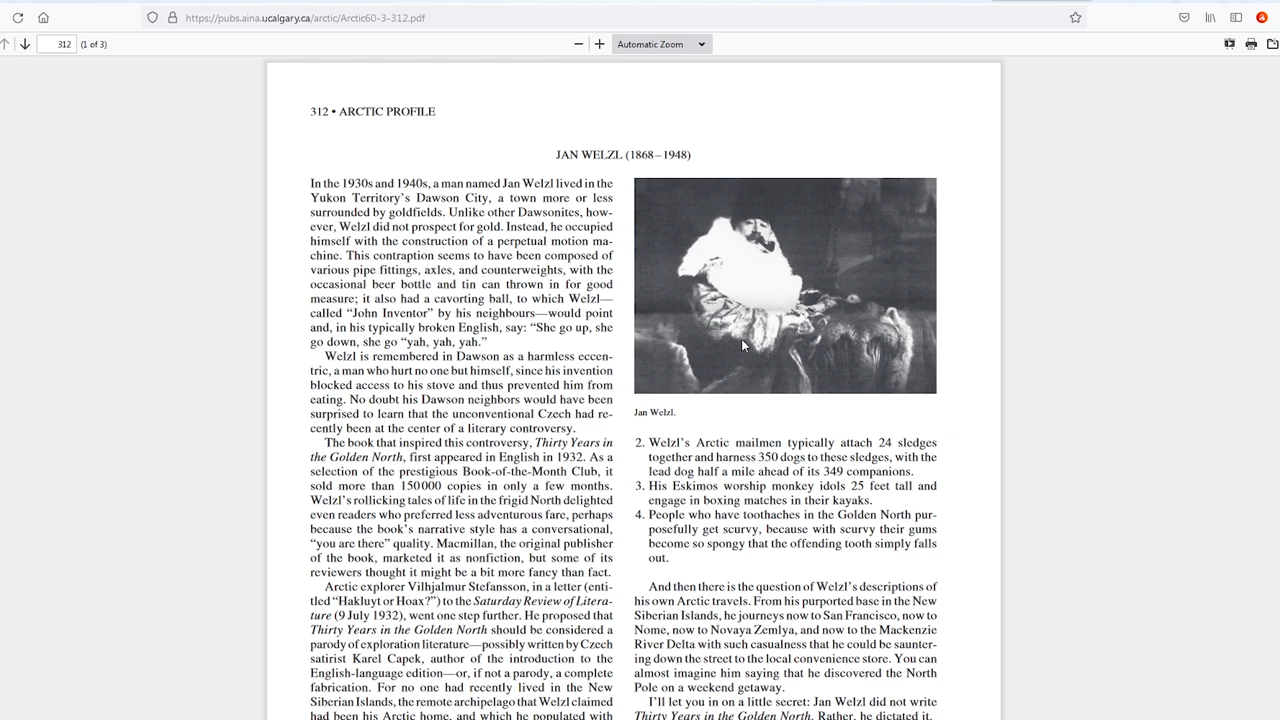 https://pubs.aina.ucalgary.ca/arctic/Arctic60-3-312.pdf
312 (1 of 3)
Automatic Zoom
312 • ARCTIC PROFILE
JAN WELZL (1868–1948)
In the 1930s and 1940s, a man named Jan Welzl lived in the
Yukon Territory's Dawson City, a town more or less
surrounded by goldfields. Unlike other Dawsonites, how-
ever, Welzl did not prospect for gold. Instead, he occupied
himself with the construction of a perpetual motion ma-
chine. This contraption seems to have been composed of
various pipe fittings, axles, and counterweights, with the
occasional beer bottle and tin can thrown in for good
measure; it also had a cavorting ball, to which Welzl—
called “John Inventor” by his neighbours—would point
and, in his typically broken English, say: “She go up, she
go down, she go “yah, yah, yah.”
Welzl is remembered in Dawson as a harmless eccen-
tric, a man who hurt no one but himself, since his invention
blocked access to his stove and thus prevented him from
eating. No doubt his Dawson neighbors would have been
surprised to learn that the unconventional Czech had re-
cently been at the center of a literary controversy.
The book that inspired this controversy, Thirty Years in
the Golden North, first appeared in English in 1932. As a
selection of the prestigious Book-of-the-Month Club, it
sold more than 150 000 copies in only a few months.
Welzl's rollicking tales of life in the frigid North delighted
even readers who preferred less adventurous fare, perhaps
because the book's narrative style has a conversational,
“you are there” quality. Macmillan, the original publisher
of the book, marketed it as nonfiction, but some of its
reviewers thought it might be a bit more fancy than fact.
Arctic explorer Vilhjalmur Stefansson, in a letter (enti-
tled “Hakluyt or Hoax?”) to the Saturday Review of Litera-
ture (9 July 1932), went one step further. He proposed that
Thirty Years in the Golden North should be considered a
parody of exploration literature—possibly written by Czech
satirist Karel Capek, author of the introduction to the
English-language edition—or, if not a parody, a complete
fabrication. For no one had recently lived in the New
Siberian Islands, the remote archipelago that Welzl claimed
had been his Arctic home, and which he populated with
Jan Welzl.
2. Welzl's Arctic mailmen typically attach 24 sledges
together and harness 350 dogs to these sledges, with the
lead dog half a mile ahead of its 349 companions.
3. His Eskimos worship monkey idols 25 feet tall and
engage in boxing matches in their kayaks.
4. People who have toothaches in the Golden North pur-
posefully get scurvy, because with scurvy their gums
become so spongy that the offending tooth simply falls
out.
And then there is the question of Welzl's descriptions of
his own Arctic travels. From his purported base in the New
Siberian Islands, he journeys now to San Francisco, now to
Nome, now to Novaya Zemlya, and now to the Mackenzie
River Delta with such casualness that he could be saunter-
ing down the street to the local convenience store. You can
almost imagine him saying that he discovered the North
Pole on a weekend getaway.
I'll let you in on a little secret: Jan Welzl did not write
Thirty Years in the Golden North. Rather, he dictated it.